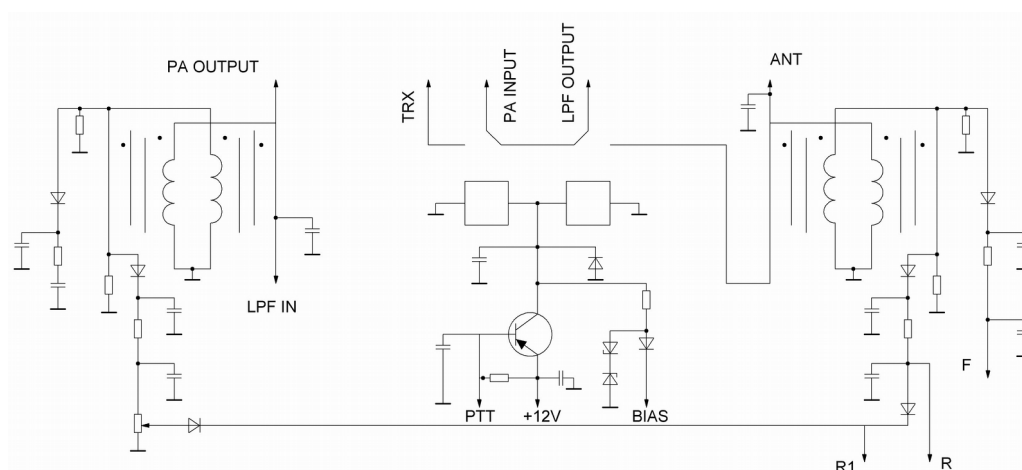 PA OUTPUT
TRX
PA INPUT
LPF OUTPUT
ANT
LPF IN
F
PTT
+12V
BIAS
R1
R